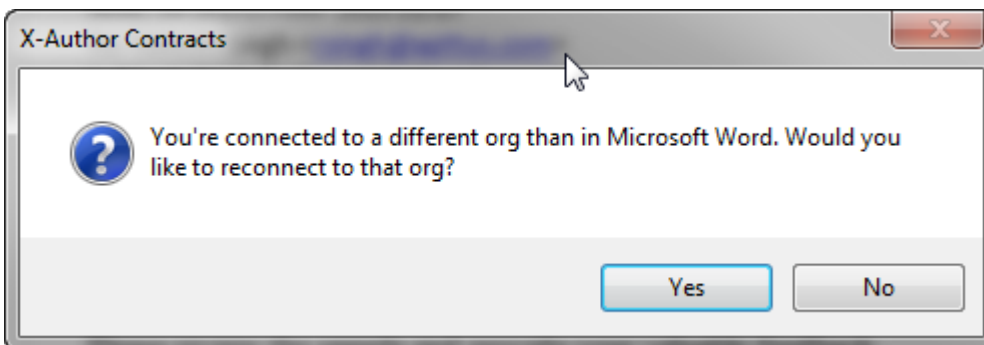 X-Author Contracts
You're connected to a different org than in Microsoft Word. Would you
like to reconnect to that org?
Yes
No